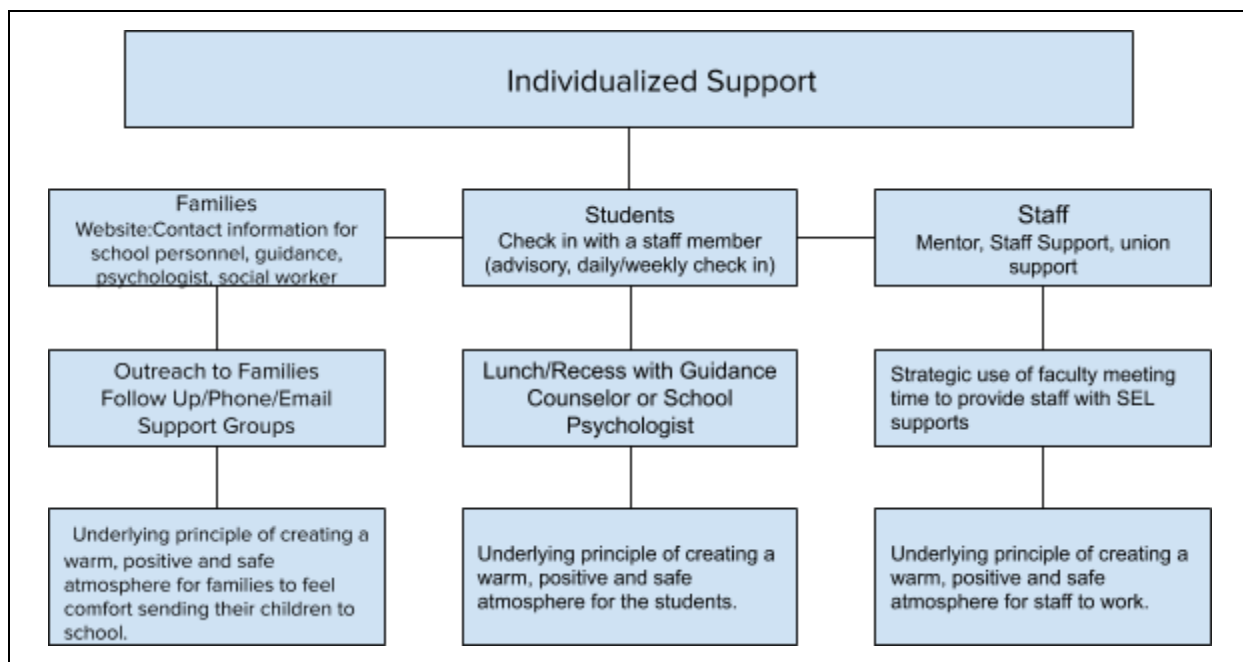 Individualized Support
Families
Website:Contact information for
school personnel, guidance,
psychologist, social worker
Students
Check in with a staff member
(advisory, daily/weekly check in)
Staff
Mentor, Staff Support, union
support
Outreach to Families
Follow Up/Phone/Email
Support Groups
Lunch/Recess with Guidance
Counselor or School
Psychologist
Strategic use of faculty meeting
time to provide staff with SEL
supports
Underlying principle of creating a
warm, positive and safe
atmosphere for families to feel
comfort sending their children to
school.
Underlying principle of creating a
warm, positive and safe
atmosphere for the students.
Underlying principle of creating a
warm, positive and safe
atmosphere for staff to work.